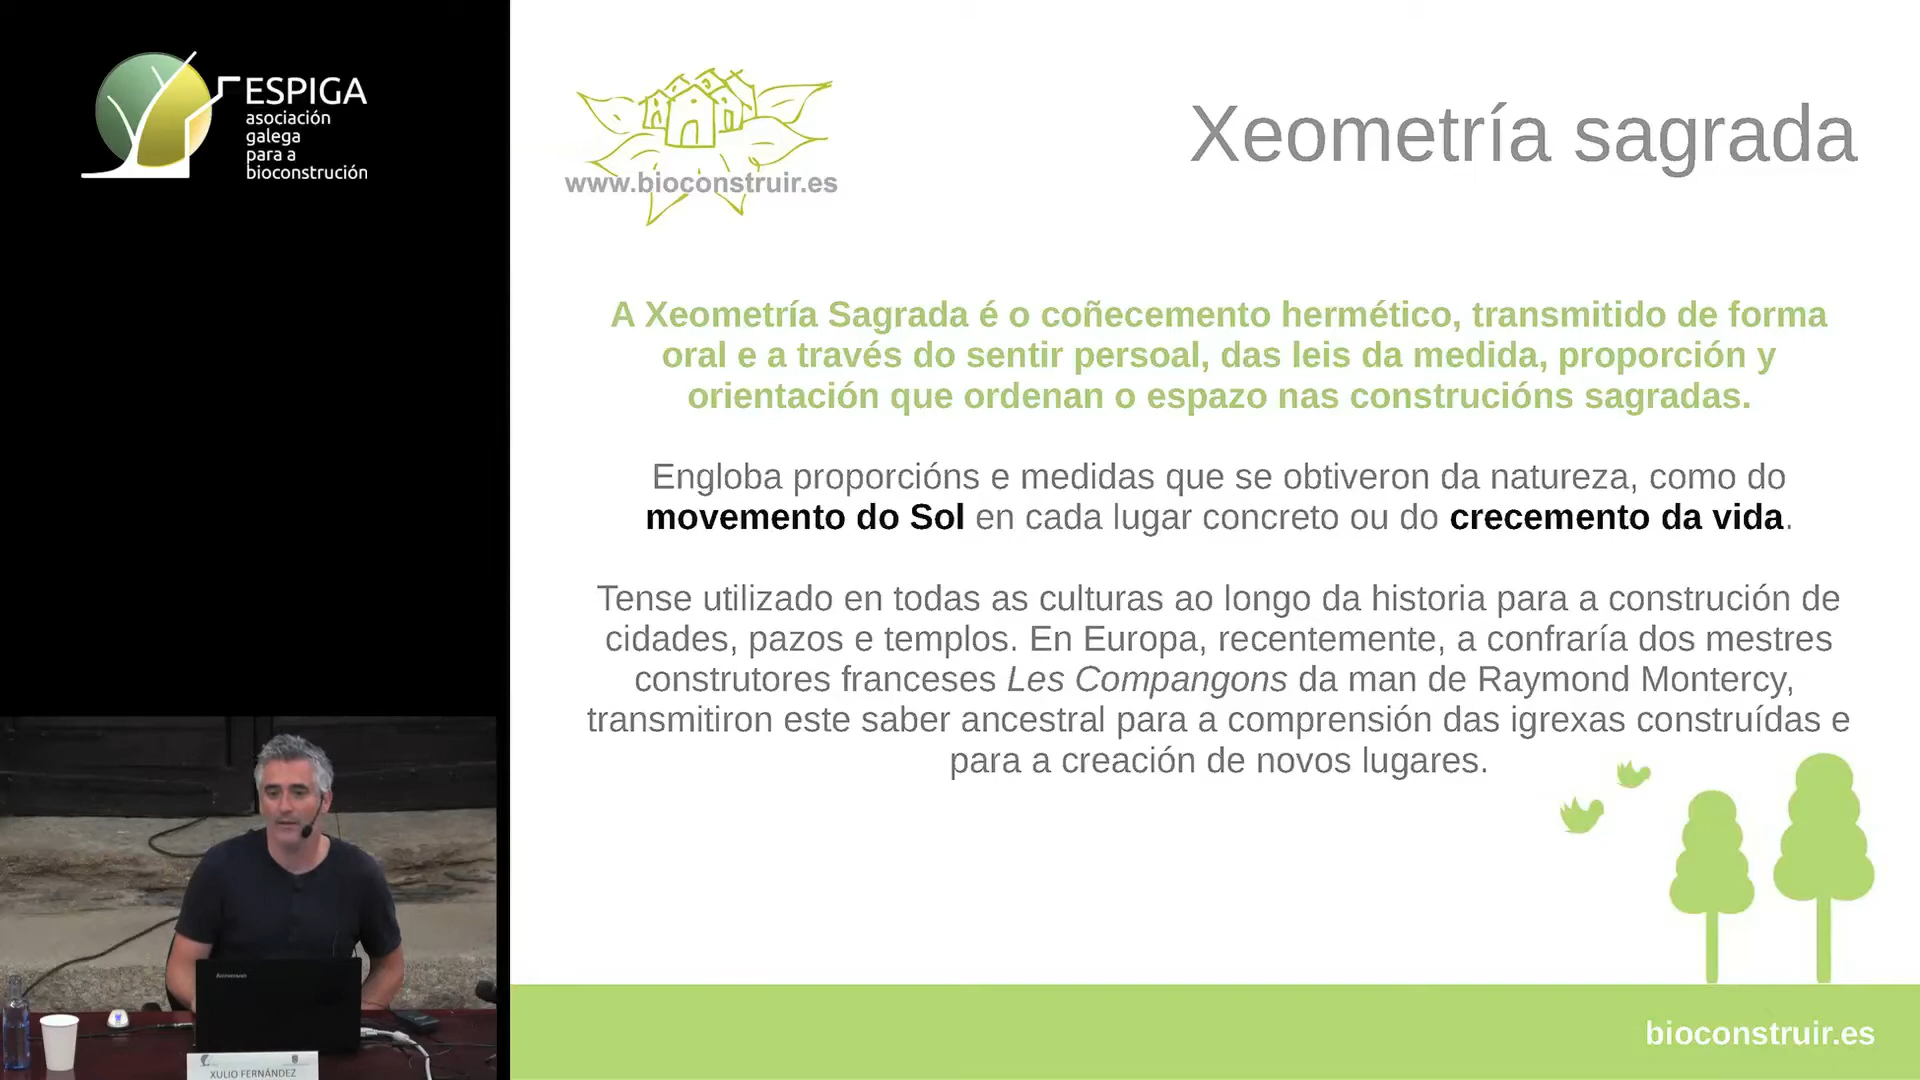 ESPIGA
asociación
galega
para a
bioconstrución
www.bioconstruir.es
Xeometría sagrada
A Xeometría Sagrada é o coñecemento hermético, transmitido de forma
oral e a través do sentir persoal, das leis da medida, proporción y
orientación que ordenan o espazo nas construcións sagradas.
Engloba proporcións e medidas que se obtiveron da natureza, como do
movemento do Sol en cada lugar concreto ou do crecemento da vida.
Tense utilizado en todas as culturas ao longo da historia para a construción de
cidades, pazos e templos. En Europa, recentemente, a confraría dos mestres
construtores franceses Les Compangons da man de Raymond Montercy,
transmitiron este saber ancestral para a comprensión das igrexas construídas e
para a creación de novos lugares.
XULIO FERNÁNDEZ
bioconstruir.es